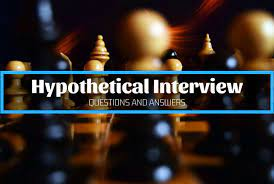 Hypothetical Interview
QUESTIONS AND ANSWERS